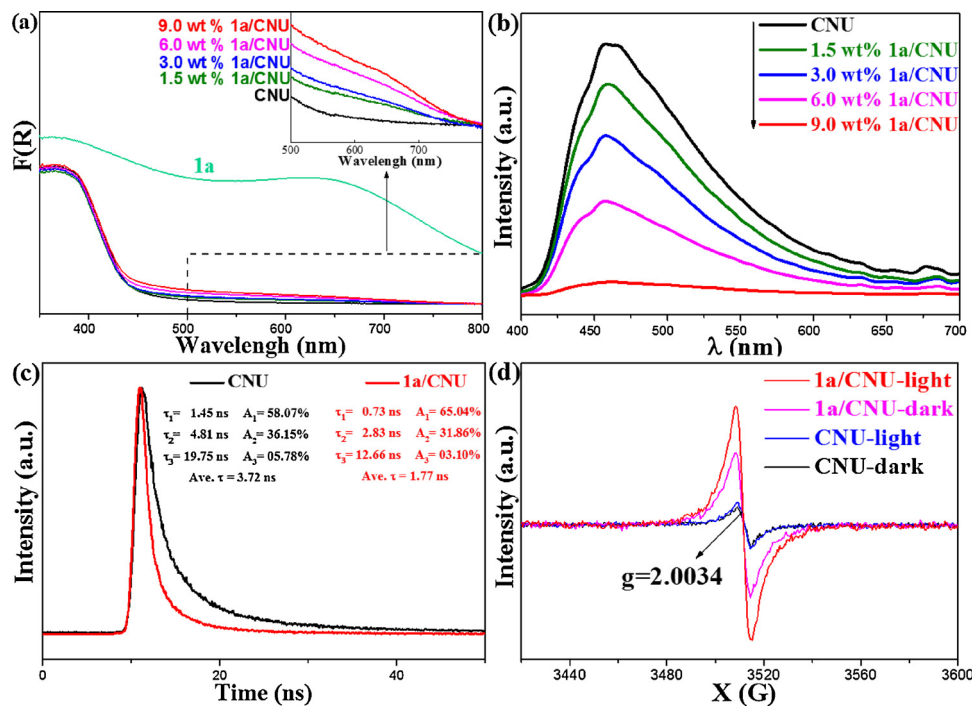 (a)
9.0 wt % 1a/CNU
6.0 wt % 1a/CNU
3.0 wt % 1a/CNU
1.5 wt % 1a/CNU
CNU
500 600 700
Wavelengh (nm)
1a
F(R)
400 500 600 700 800
Wavelengh (nm)
(b)
CNU
1.5 wt% 1a/CNU
3.0 wt% 1a/CNU
6.0 wt% 1a/CNU
9.0 wt% 1a/CNU
Intensity (a.u.)
400 450 500 550 600 650 700
λ (nm)
(c)
CNU
τ1= 1.45 ns A1= 58.07%
τ2= 4.81 ns A2= 36.15%
τ3= 19.75 ns A3= 05.78%
Ave. τ = 3.72 ns
1a/CNU
τ1= 0.73 ns A1= 65.04%
τ2= 2.83 ns A2= 31.86%
τ3= 12.66 ns A3= 03.10%
Ave. τ = 1.77 ns
Intensity (a.u.)
0 20 40
Time (ns)
(d)
1a/CNU-light
1a/CNU-dark
CNU-light
CNU-dark
g=2.0034
Intensity (a.u.)
3440 3480 3520 3560 3600
X (G)